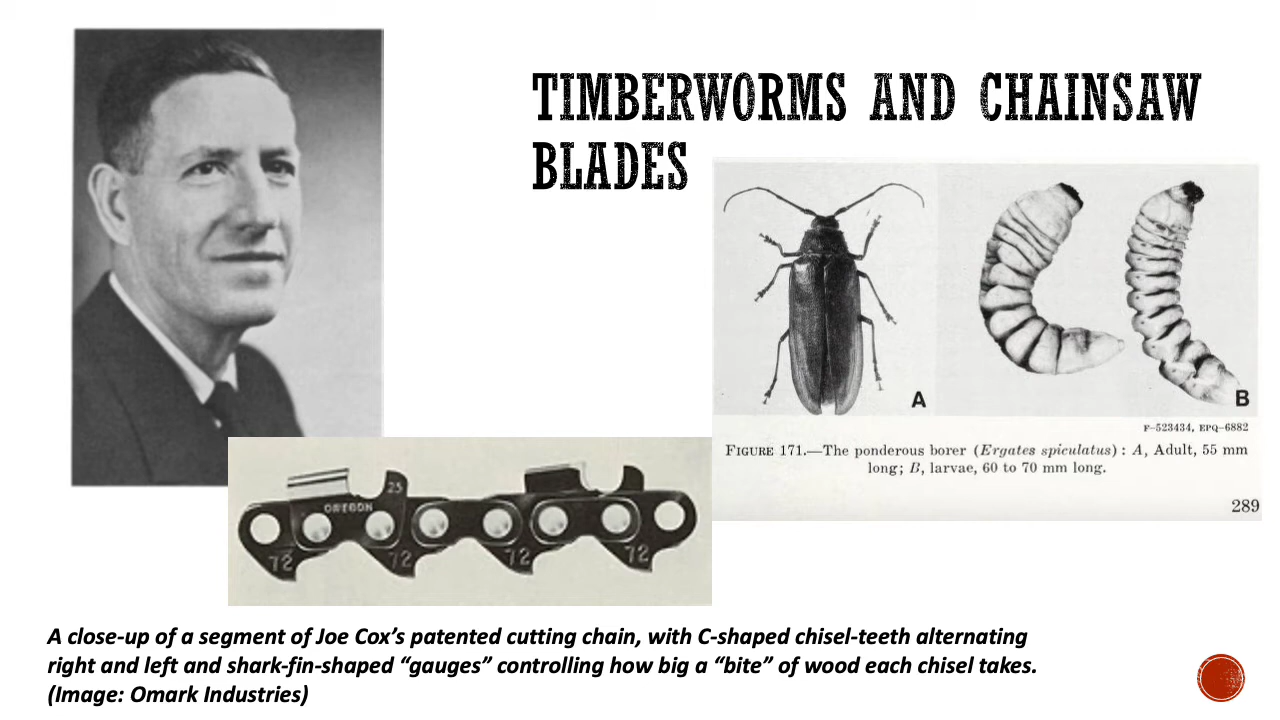 TIMBERWORMS AND CHAINSAW
BLADES
A
B
F-523434, EPQ-6882
FIGURE 171.—The ponderous borer (Ergates spiculatus) : A, Adult, 55 mm
long; B, larvae, 60 to 70 mm long.
289
25
OREGON
72
72
72
72
A close-up of a segment of Joe Cox’s patented cutting chain, with C-shaped chisel-teeth alternating
right and left and shark-fin-shaped “gauges” controlling how big a “bite” of wood each chisel takes.
(Image: Omark Industries)